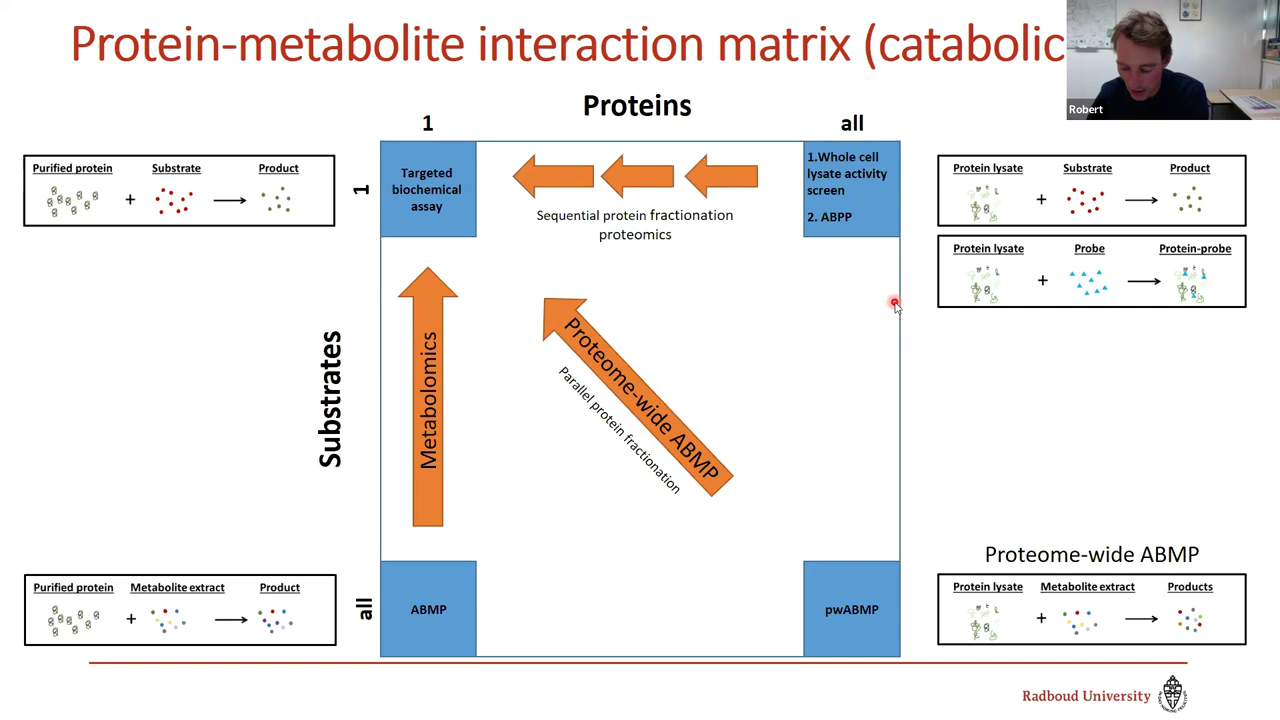 Protein-metabolite interaction matrix (catabolic
Robert
Proteins
1
all
Purified protein
Substrate
Product
+
1
Targeted
biochemical
assay
Sequential protein fractionation
proteomics
1.Whole cell
lysate activity
screen
2. ABPP
Protein lysate
Substrate
Product
+
Protein lysate
Probe
Protein-probe
+
Substrates
Metabolomics
Proteome-wide ABMP
Parallel protein fractionation
Proteome-wide ABMP
Purified protein
Metabolite extract
Product
+
all
ABMP
pwABMP
Protein lysate
Metabolite extract
Products
+
Radboud University